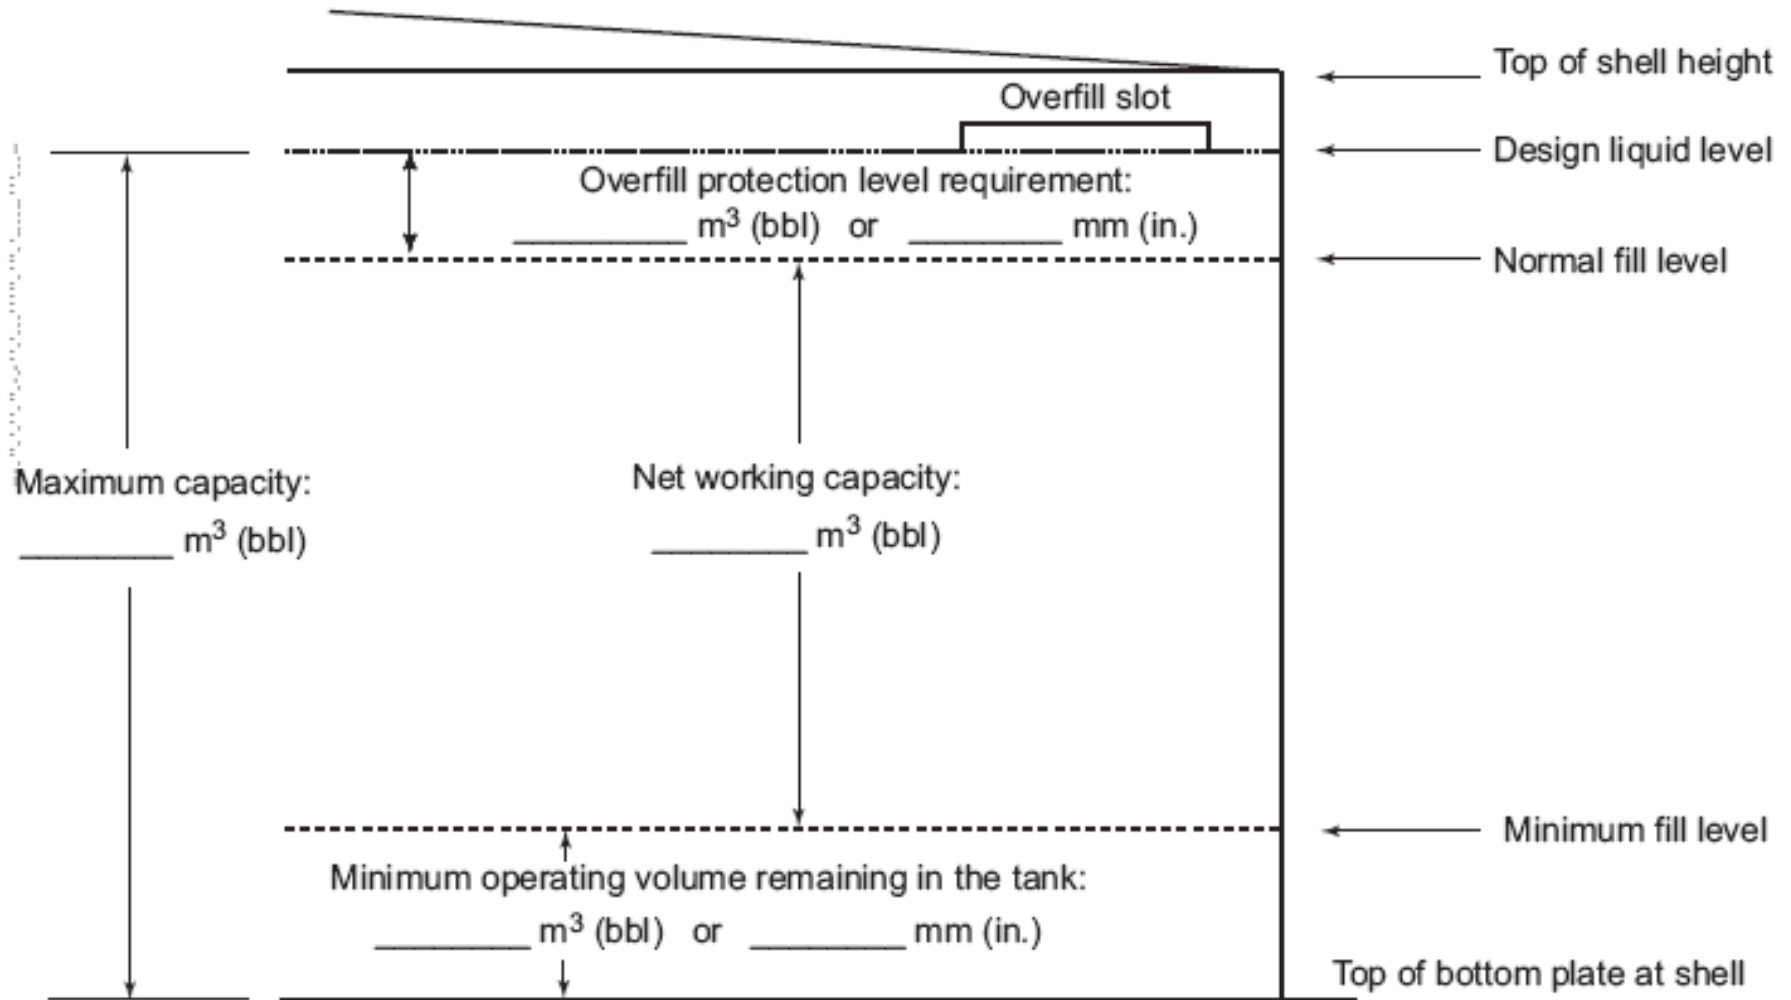 Top of shell height
Overfill slot
Design liquid level
Overfill protection level requirement:
________ m³ (bbl) or ________ mm (in.)
Normal fill level
Maximum capacity:
________ m³ (bbl)
Net working capacity:
________ m³ (bbl)
Minimum fill level
Minimum operating volume remaining in the tank:
________ m³ (bbl) or ________ mm (in.)
Top of bottom plate at shell